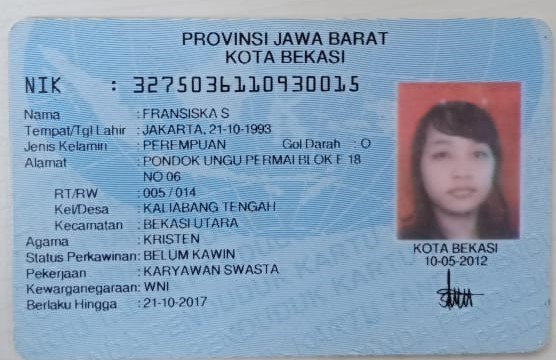 PROVINSI JAWA BARAT
KOTA BEKASI
NIK : 3275036110930015
Nama : FRANSISKA S
Tempat/Tgl Lahir : JAKARTA, 21-10-1993
Jenis Kelamin : PEREMPUAN Gol Darah : O
Alamat : PONDOK UNGU PERMAI BLOK F 18
NO 06
RT/RW : 005 / 014
Kel/Desa : KALIABANG TENGAH
Kecamatan : BEKASI UTARA
Agama : KRISTEN
Status Perkawinan: BELUM KAWIN
Pekerjaan : KARYAWAN SWASTA
Kewarganegaraan: WNI
Berlaku Hingga : 21-10-2017
KOTA BEKASI
10-05-2012